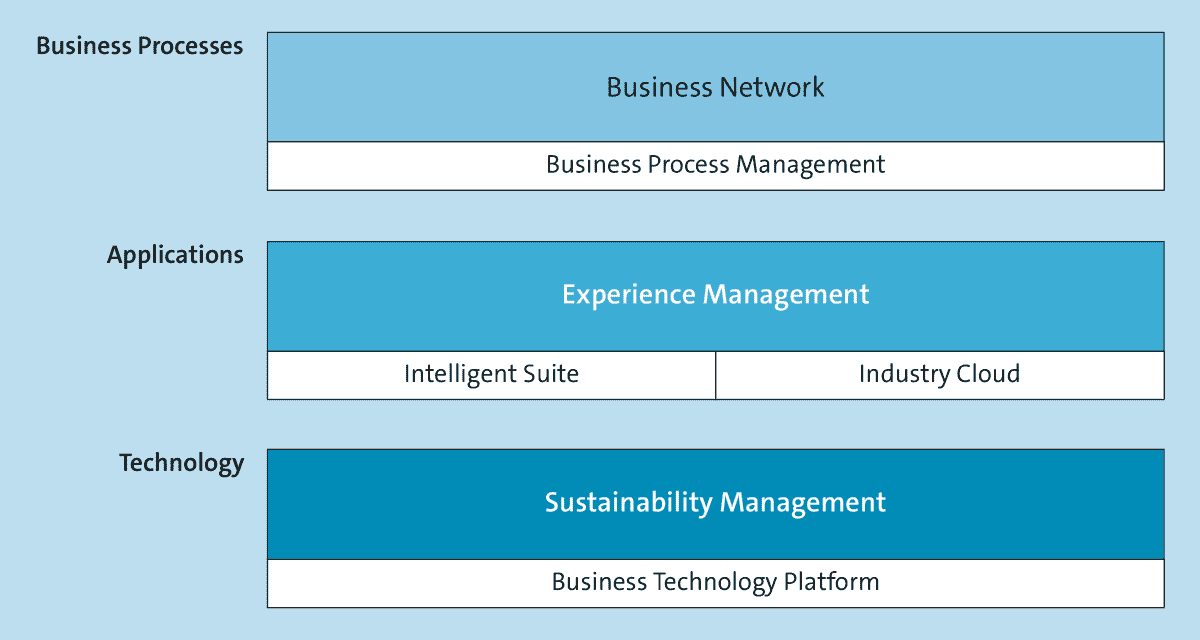 Business Processes
Business Network
Business Process Management
Applications
Experience Management
Intelligent Suite
Industry Cloud
Technology
Sustainability Management
Business Technology Platform